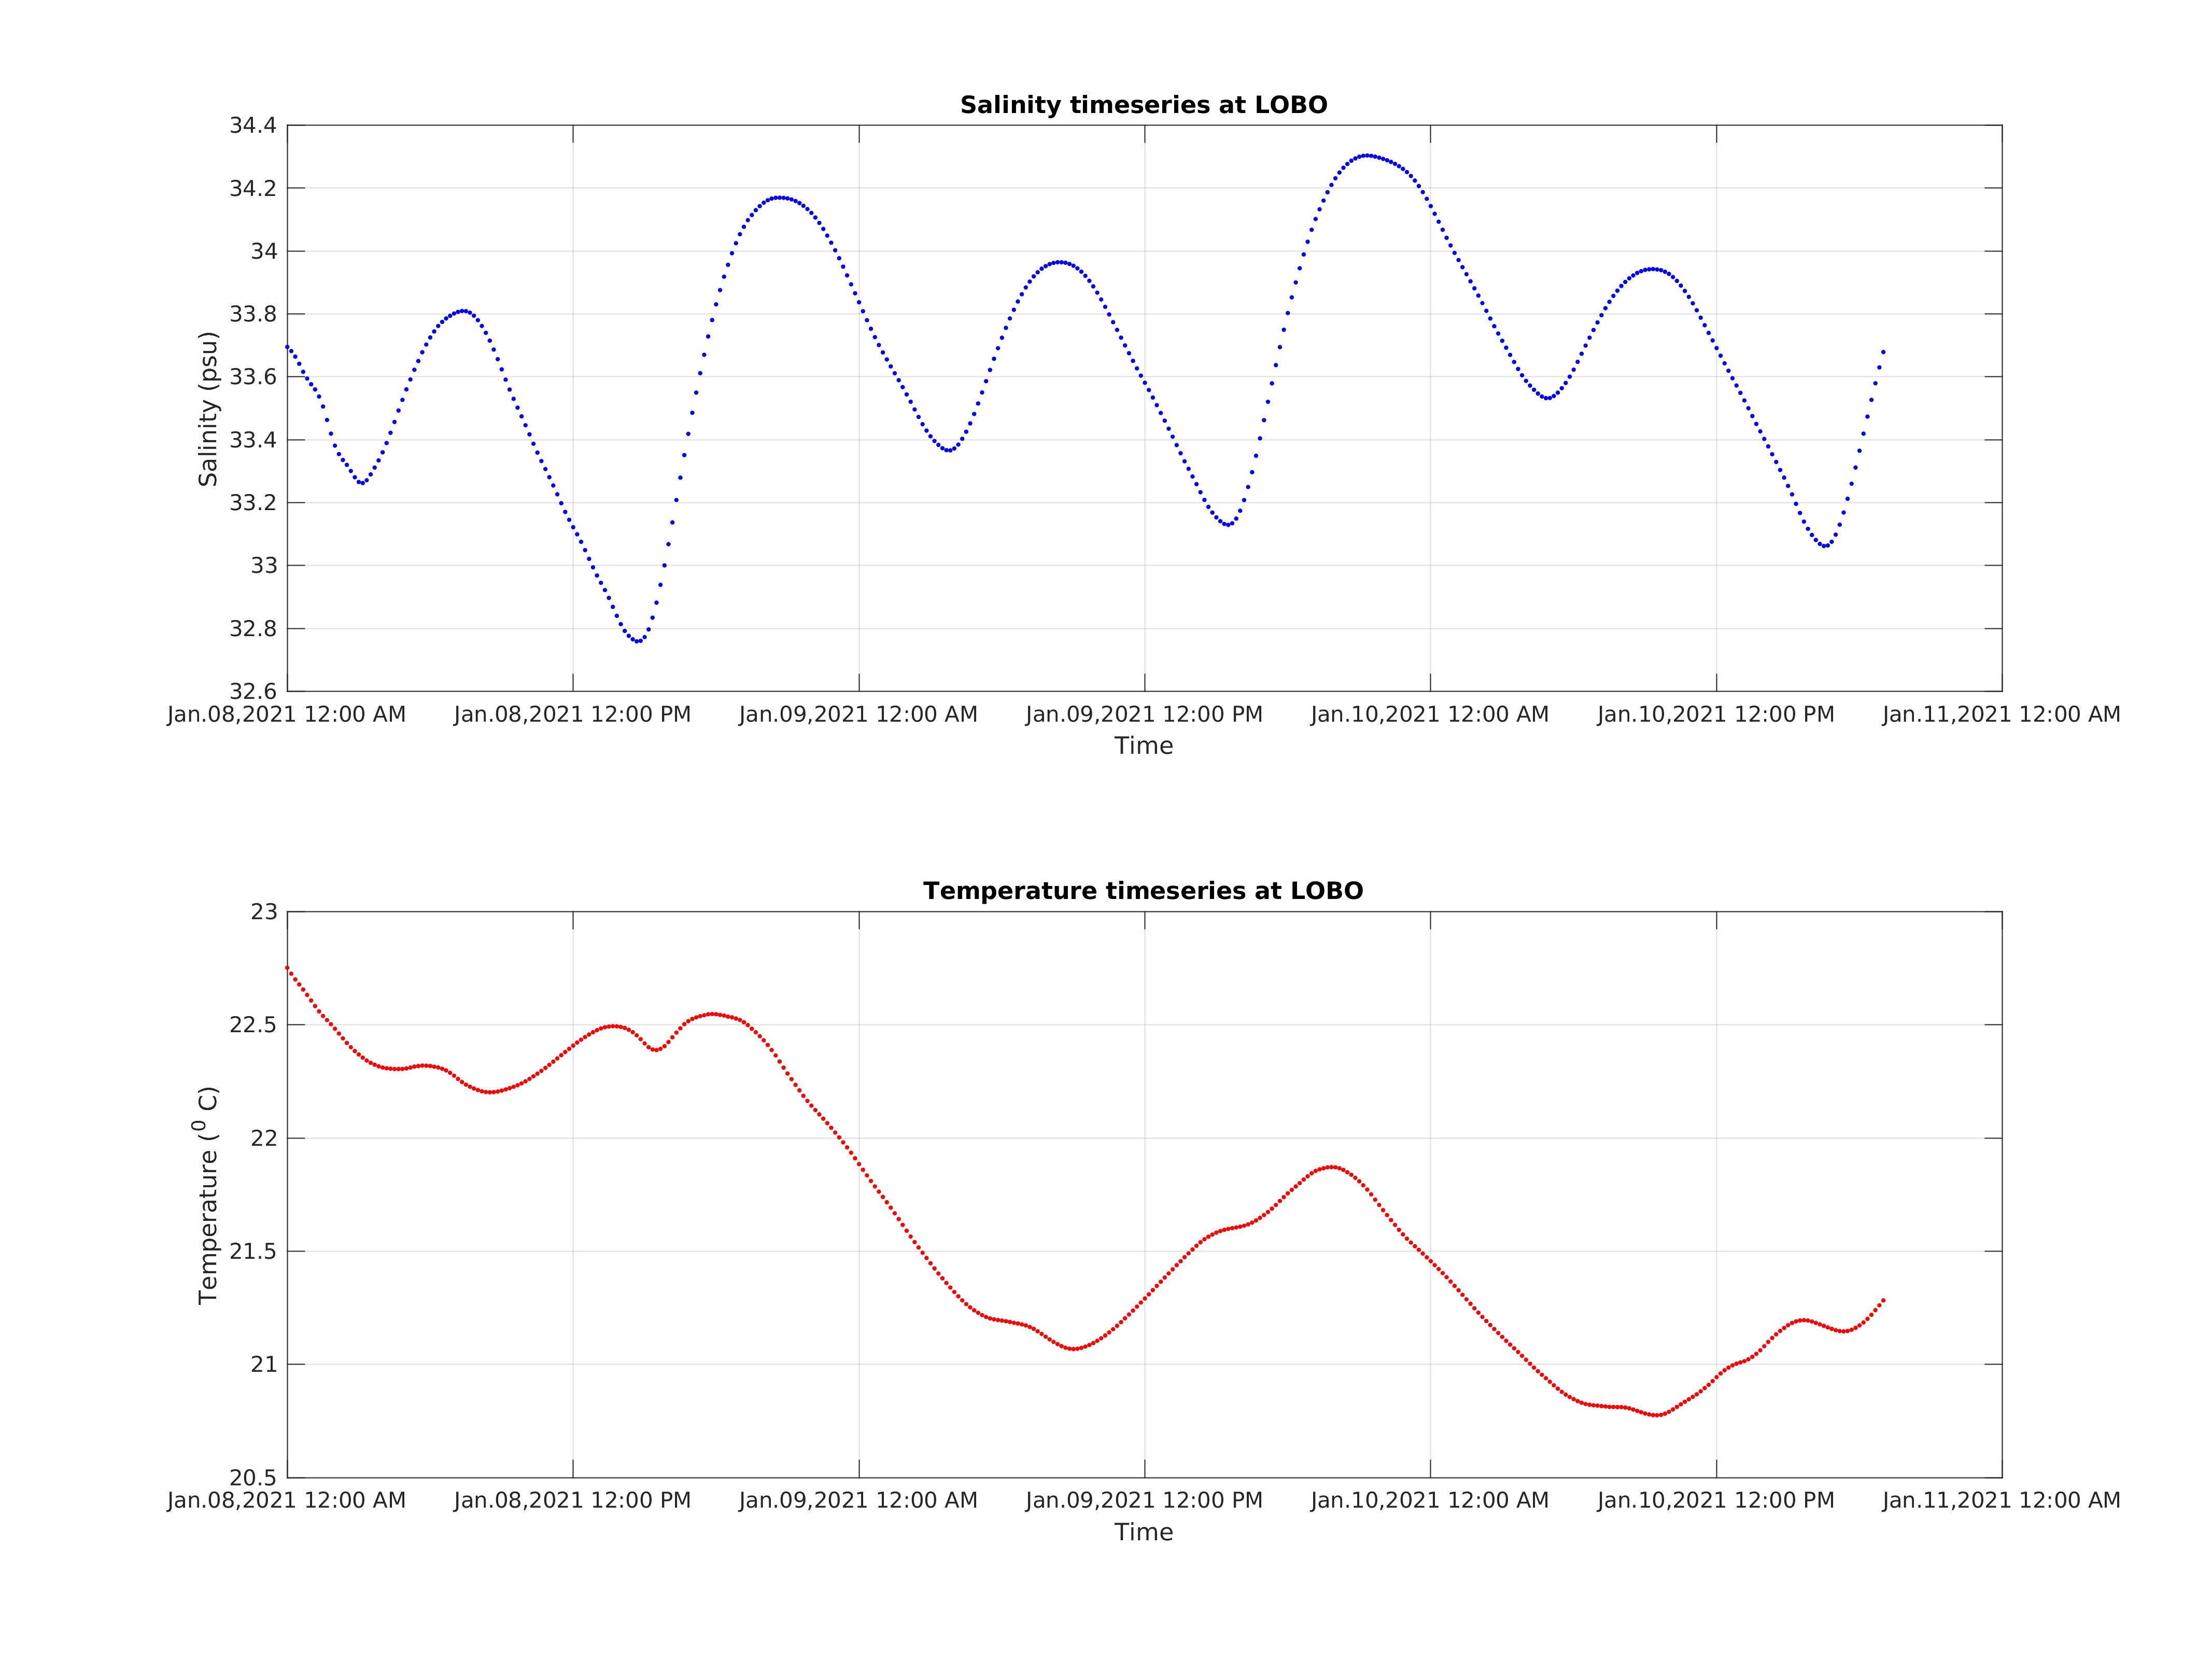 Salinity timeseries at LOBO
34.4
34.2
34
33.8
33.6
33.4
33.2
33
32.8
32.6
Salinity (psu)
Jan.08,2021 12:00 AM Jan.08,2021 12:00 PM Jan.09,2021 12:00 AM Jan.09,2021 12:00 PM Jan.10,2021 12:00 AM Jan.10,2021 12:00 PM Jan.11,2021 12:00 AM
Time
Temperature timeseries at LOBO
23
22.5
22
21.5
21
20.5
Temperature (⁰ C)
Jan.08,2021 12:00 AM Jan.08,2021 12:00 PM Jan.09,2021 12:00 AM Jan.09,2021 12:00 PM Jan.10,2021 12:00 AM Jan.10,2021 12:00 PM Jan.11,2021 12:00 AM
Time